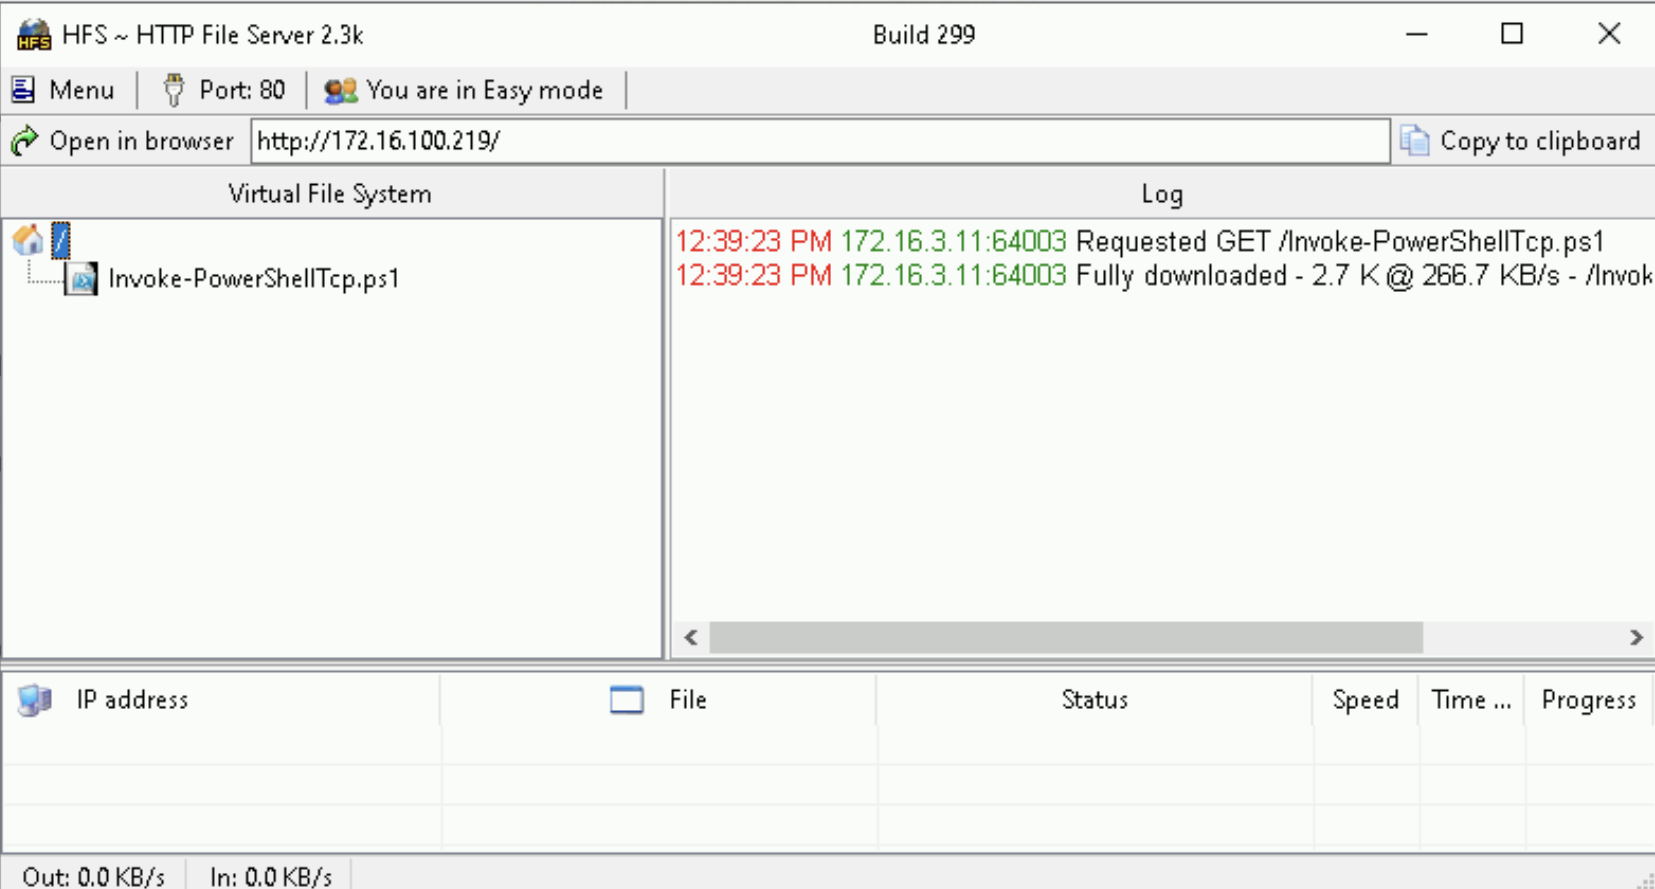 HFS ~ HTTP File Server 2.3k Build 299
Menu Port: 80 You are in Easy mode
Open in browser http://172.16.100.219/ Copy to clipboard
Virtual File System
/
Invoke-PowerShellTcp.ps1
Log
12:39:23 PM 172.16.3.11:64003 Requested GET /Invoke-PowerShellTcp.ps1
12:39:23 PM 172.16.3.11:64003 Fully downloaded - 2.7 K @ 266.7 KB/s - /Invok
IP address File Status Speed Time ... Progress
Out: 0.0 KB/s In: 0.0 KB/s